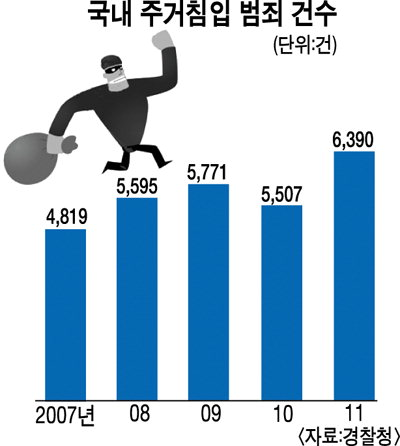 국내 주거침입 범죄 건수
(단위:건)
4,819
5,595
5,771
5,507
6,390
2007년 08 09 10 11
〈자료:경찰청〉